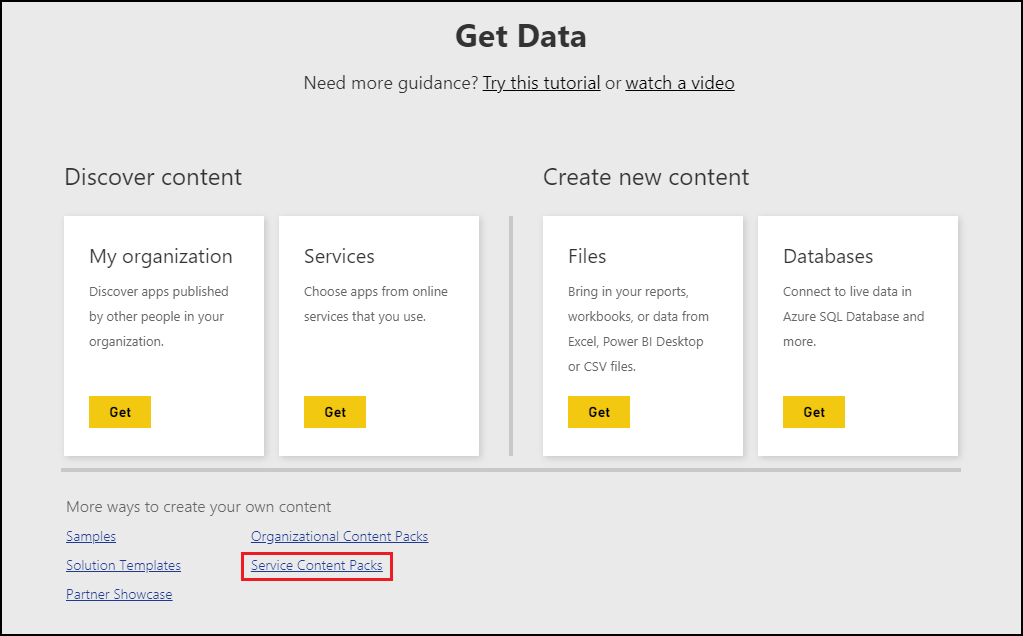 Get Data
Need more guidance? Try this tutorial or watch a video
Discover content
My organization
Discover apps published
by other people in your
organization.
Get
Services
Choose apps from online
services that you use.
Get
Create new content
Files
Bring in your reports,
workbooks, or data from
Excel, Power BI Desktop
or CSV files.
Get
Databases
Connect to live data in
Azure SQL Database and
more.
Get
More ways to create your own content
Samples
Solution Templates
Partner Showcase
Organizational Content Packs
Service Content Packs